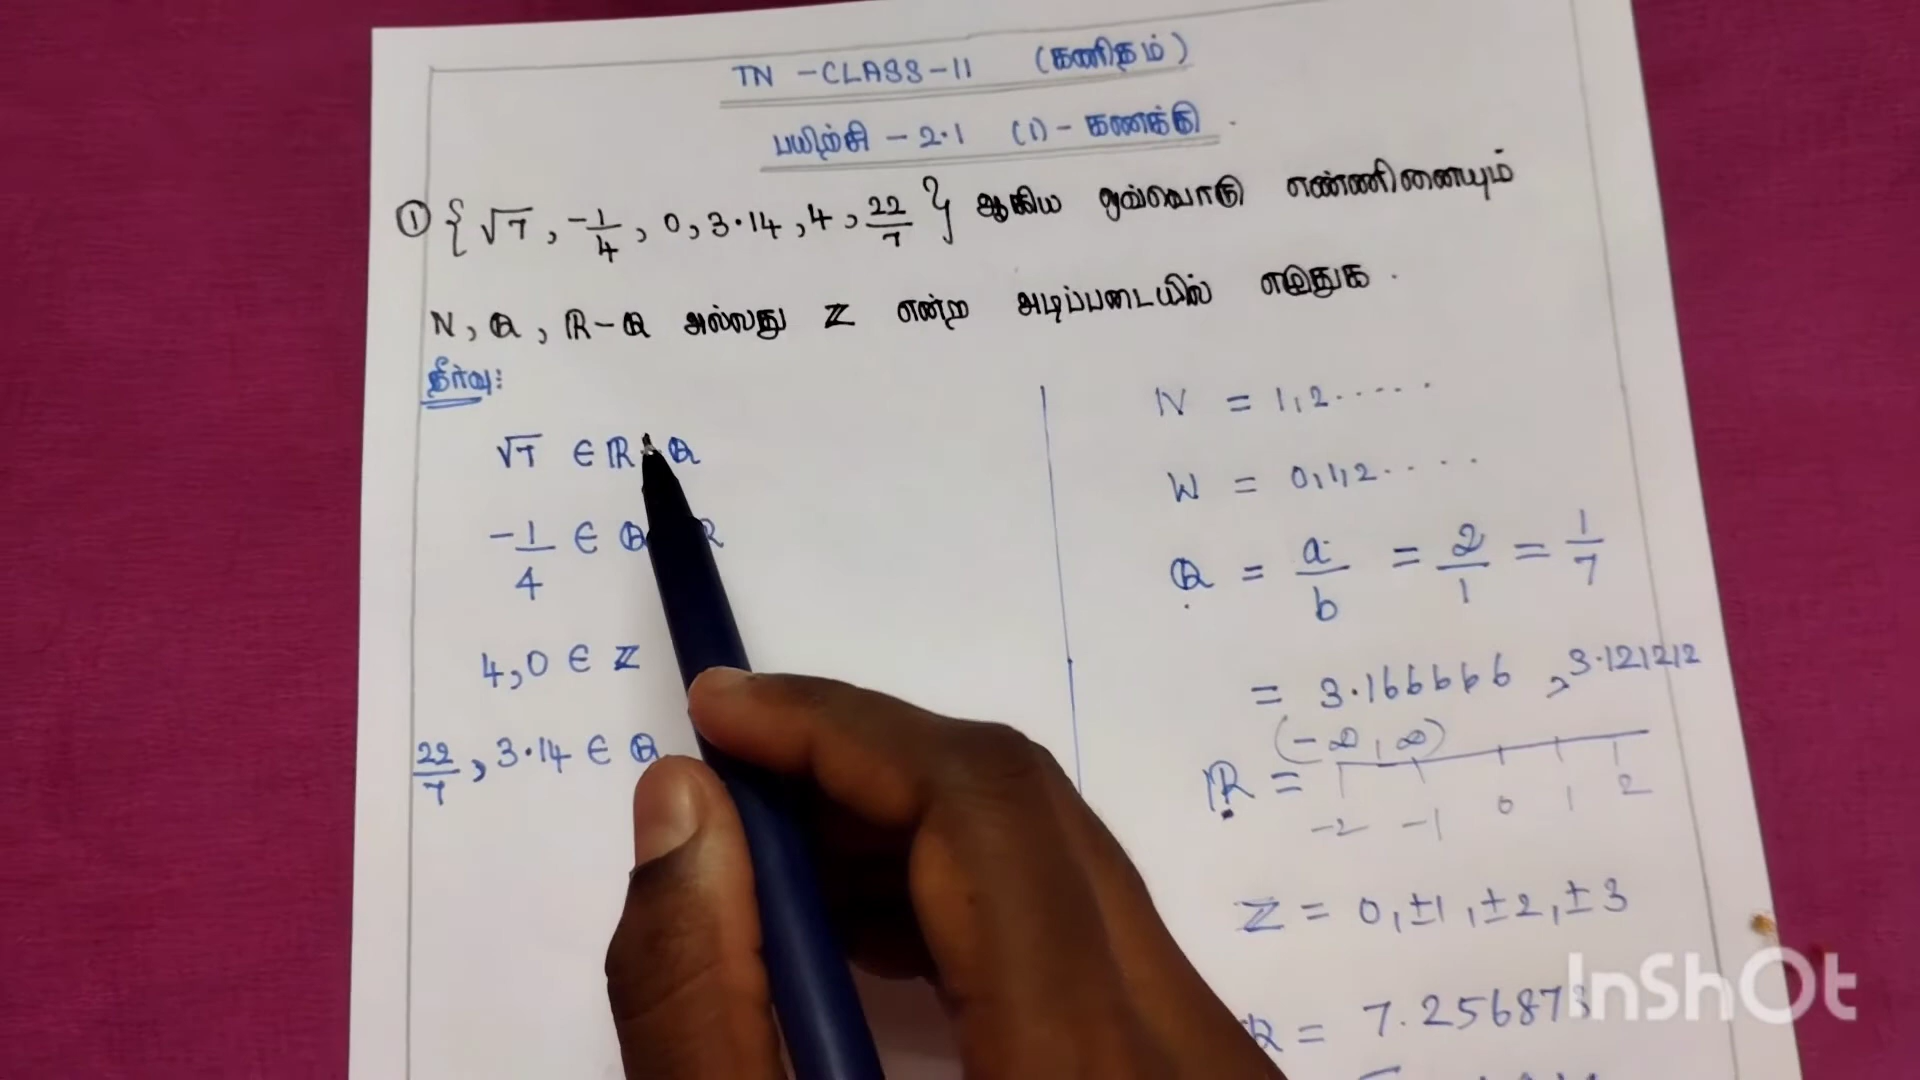 TN - CLASS - 11 (கணிதம்)
பயிற்சி - 2.1 (1) - கணக்கு
① { √7, -1/4, 0, 3.14, 4, 22/7 } ஆகிய ஒவ்வொரு எண்ணினையும்
N, Q, R-Q அல்லது Z என்ற அடிப்படையில் எழுதுக.
தீர்வு:
√7 ∈ R-Q
-1/4 ∈ Q
4, 0 ∈ Z
22/7, 3.14 ∈ Q
N = 1, 2.....
W = 0, 1, 2....
Q = a/b = 2/1 = 1/7
= 3.166666, 3.121212
(-∞, ∞)
R =
-2 -1 0 1 2
Z = 0, ±1, ±2, ±3
= 7.256873
InShOt